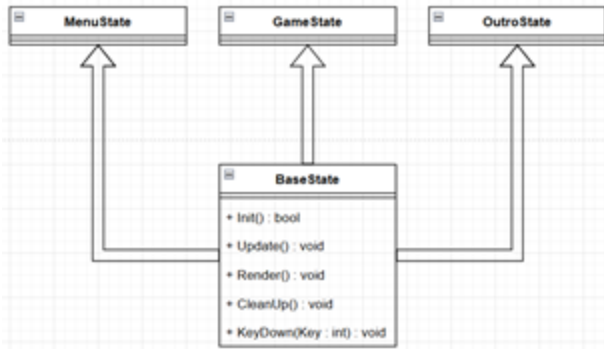 MenuState
GameState
OutroState
BaseState
+ Init() : bool
+ Update() : void
+ Render() : void
+ CleanUp() : void
+ KeyDown(Key : int) : void